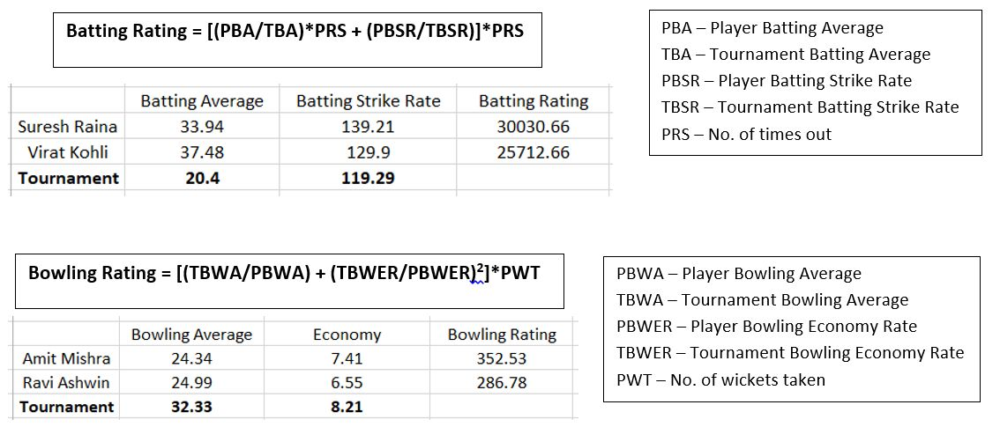 Batting Rating = [(PBA/TBA)*PRS + (PBSR/TBSR)]*PRS
PBA – Player Batting Average
TBA – Tournament Batting Average
PBSR – Player Batting Strike Rate
TBSR – Tournament Batting Strike Rate
PRS – No. of times out
Batting Average Batting Strike Rate Batting Rating
Suresh Raina 33.94 139.21 30030.66
Virat Kohli 37.48 129.9 25712.66
Tournament 20.4 119.29
Bowling Rating = [(TBWA/PBWA) + (TBWER/PBWER)²]*PWT
PBWA – Player Bowling Average
TBWA – Tournament Bowling Average
PBWER – Player Bowling Economy Rate
TBWER – Tournament Bowling Economy Rate
PWT – No. of wickets taken
Bowling Average Economy Bowling Rating
Amit Mishra 24.34 7.41 352.53
Ravi Ashwin 24.99 6.55 286.78
Tournament 32.33 8.21